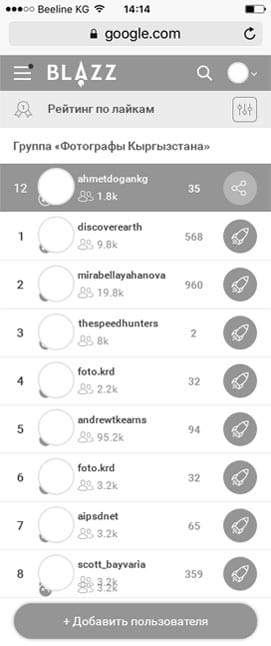 Beeline KG 14:14
google.com
BLAZZ
1 Рейтинг по лайкам
Группа «Фотографы Кыргызстана»
12 ahmetdogankg 35
1.8k
1 discoverearth 568
9.8k
2 mirabellayahanova 960
19.8k
3 thespeedhunters 2
8k
4 foto.krd 32
2.2k
5 andrewtkearns 94
95.2k
6 foto.krd 32
3.2k
7 aipsdnet 65
3.2k
8 scott_bayvaria 359
3.2k
3.2k
+ Добавить пользователя